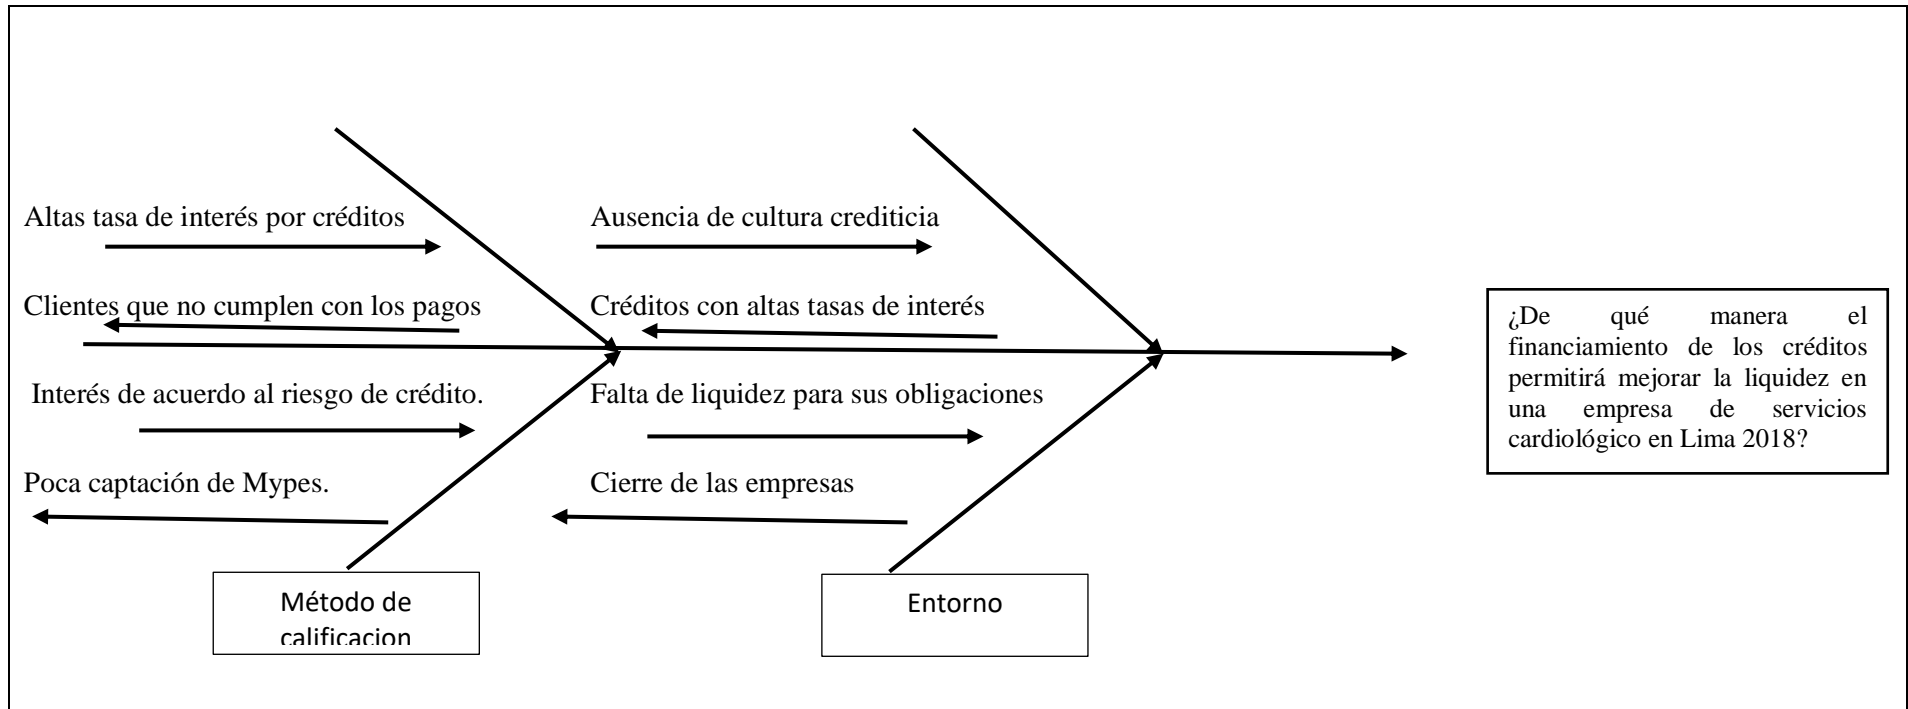 Altas tasa de interés por créditos
Ausencia de cultura crediticia
Clientes que no cumplen con los pagos
Créditos con altas tasas de interés
¿De qué manera el
financiamiento de los créditos
permitirá mejorar la liquidez en
una empresa de servicios
cardiológico en Lima 2018?
Interés de acuerdo al riesgo de crédito.
Falta de liquidez para sus obligaciones
Poca captación de Mypes.
Cierre de las empresas
Método de
calificacion
Entorno